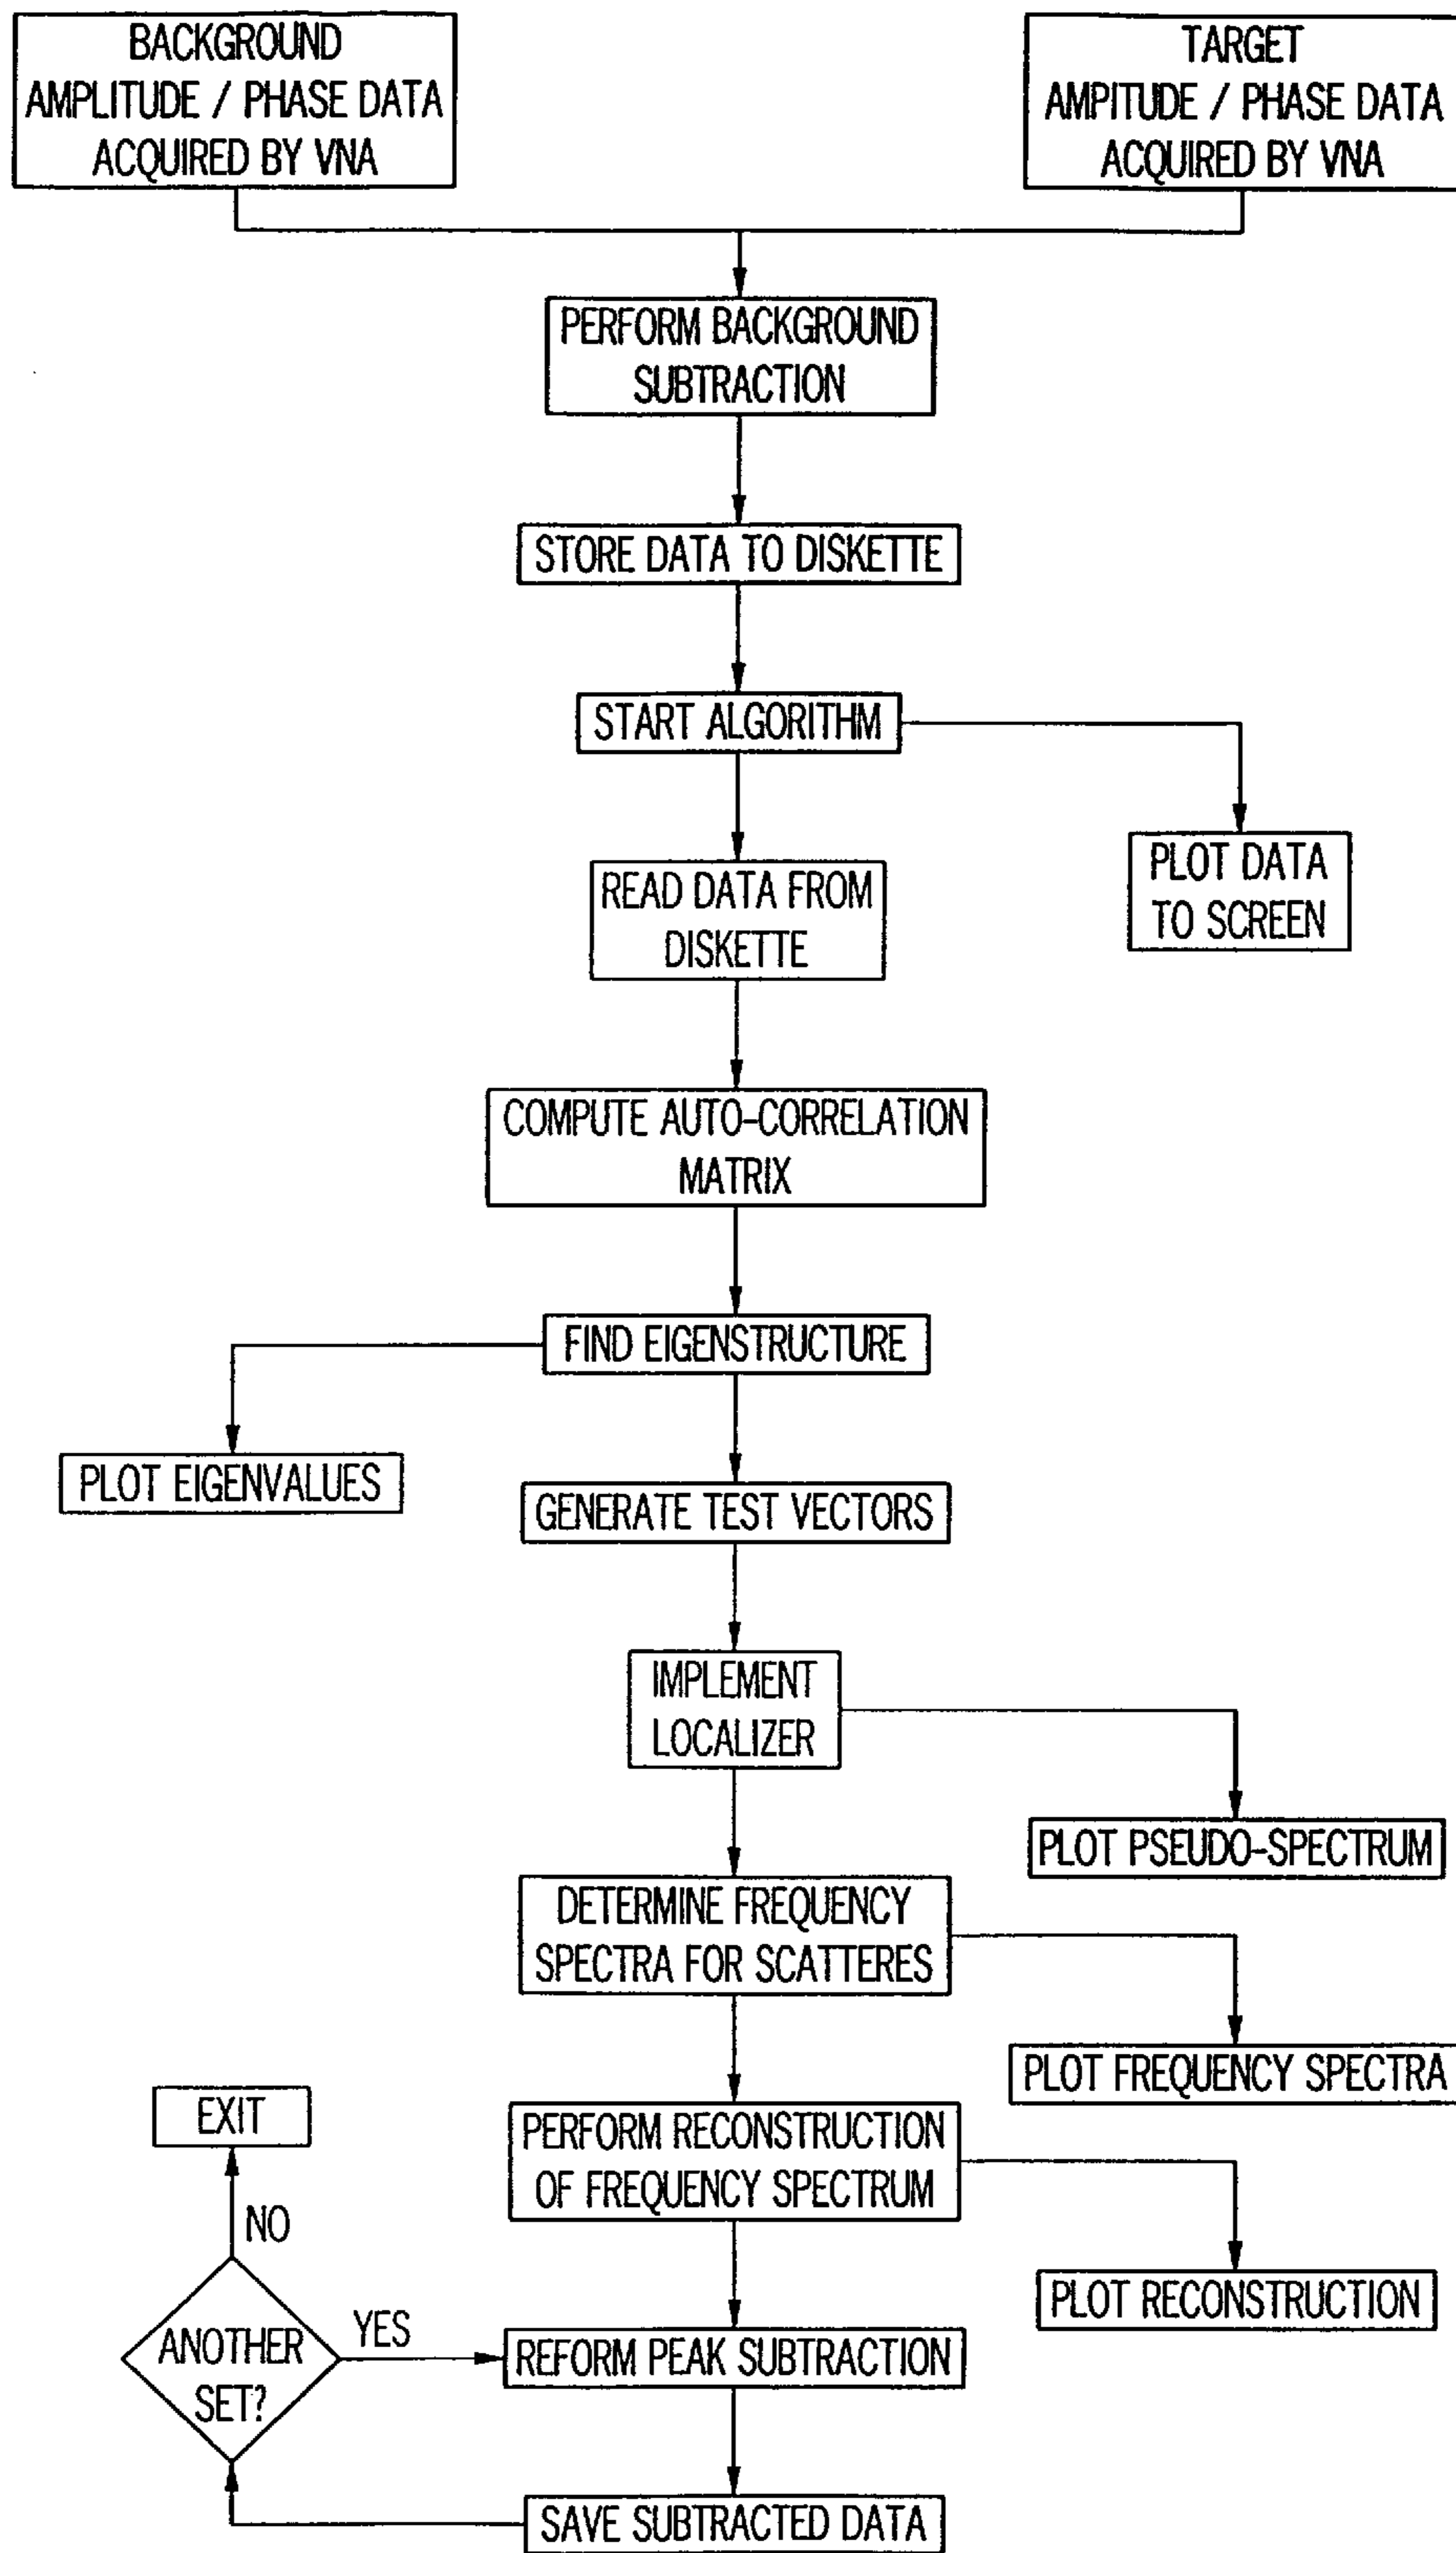 BACKGROUND
AMPLITUDE / PHASE DATA
ACQUIRED BY VNA
TARGET
AMPITUDE / PHASE DATA
ACQUIRED BY VNA
PERFORM BACKGROUND
SUBTRACTION
STORE DATA TO DISKETTE
START ALGORITHM
PLOT DATA
TO SCREEN
READ DATA FROM
DISKETTE
COMPUTE AUTO-CORRELATION
MATRIX
FIND EIGENSTRUCTURE
PLOT EIGENVALUES
GENERATE TEST VECTORS
IMPLEMENT
LOCALIZER
PLOT PSEUDO-SPECTRUM
DETERMINE FREQUENCY
SPECTRA FOR SCATTERES
PLOT FREQUENCY SPECTRA
PERFORM RECONSTRUCTION
OF FREQUENCY SPECTRUM
PLOT RECONSTRUCTION
EXIT
NO
ANOTHER
SET?
YES
REFORM PEAK SUBTRACTION
SAVE SUBTRACTED DATA